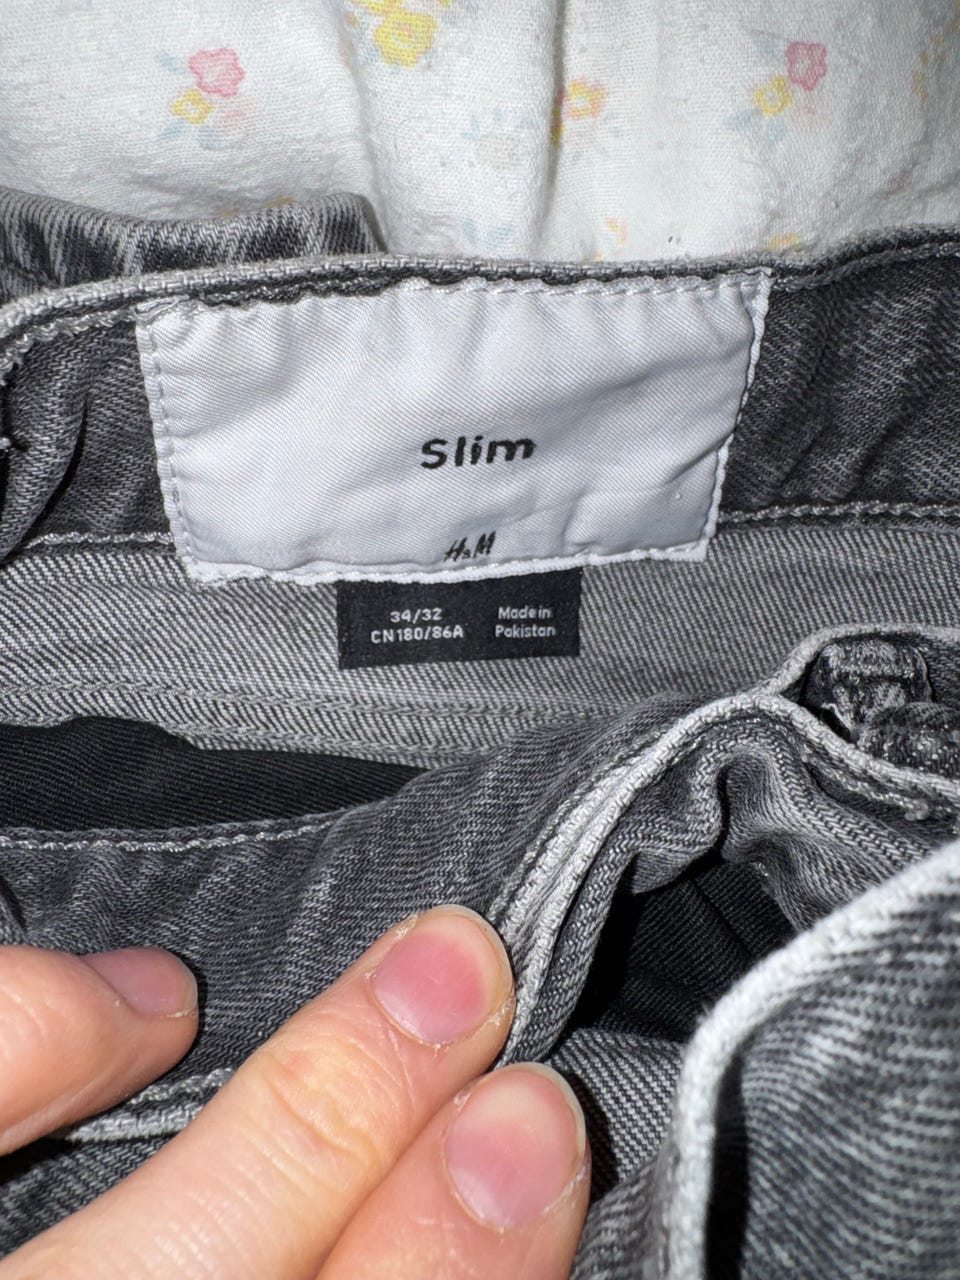 Slim
H&M
34/32
CN180/86A
Made in
Pakistan